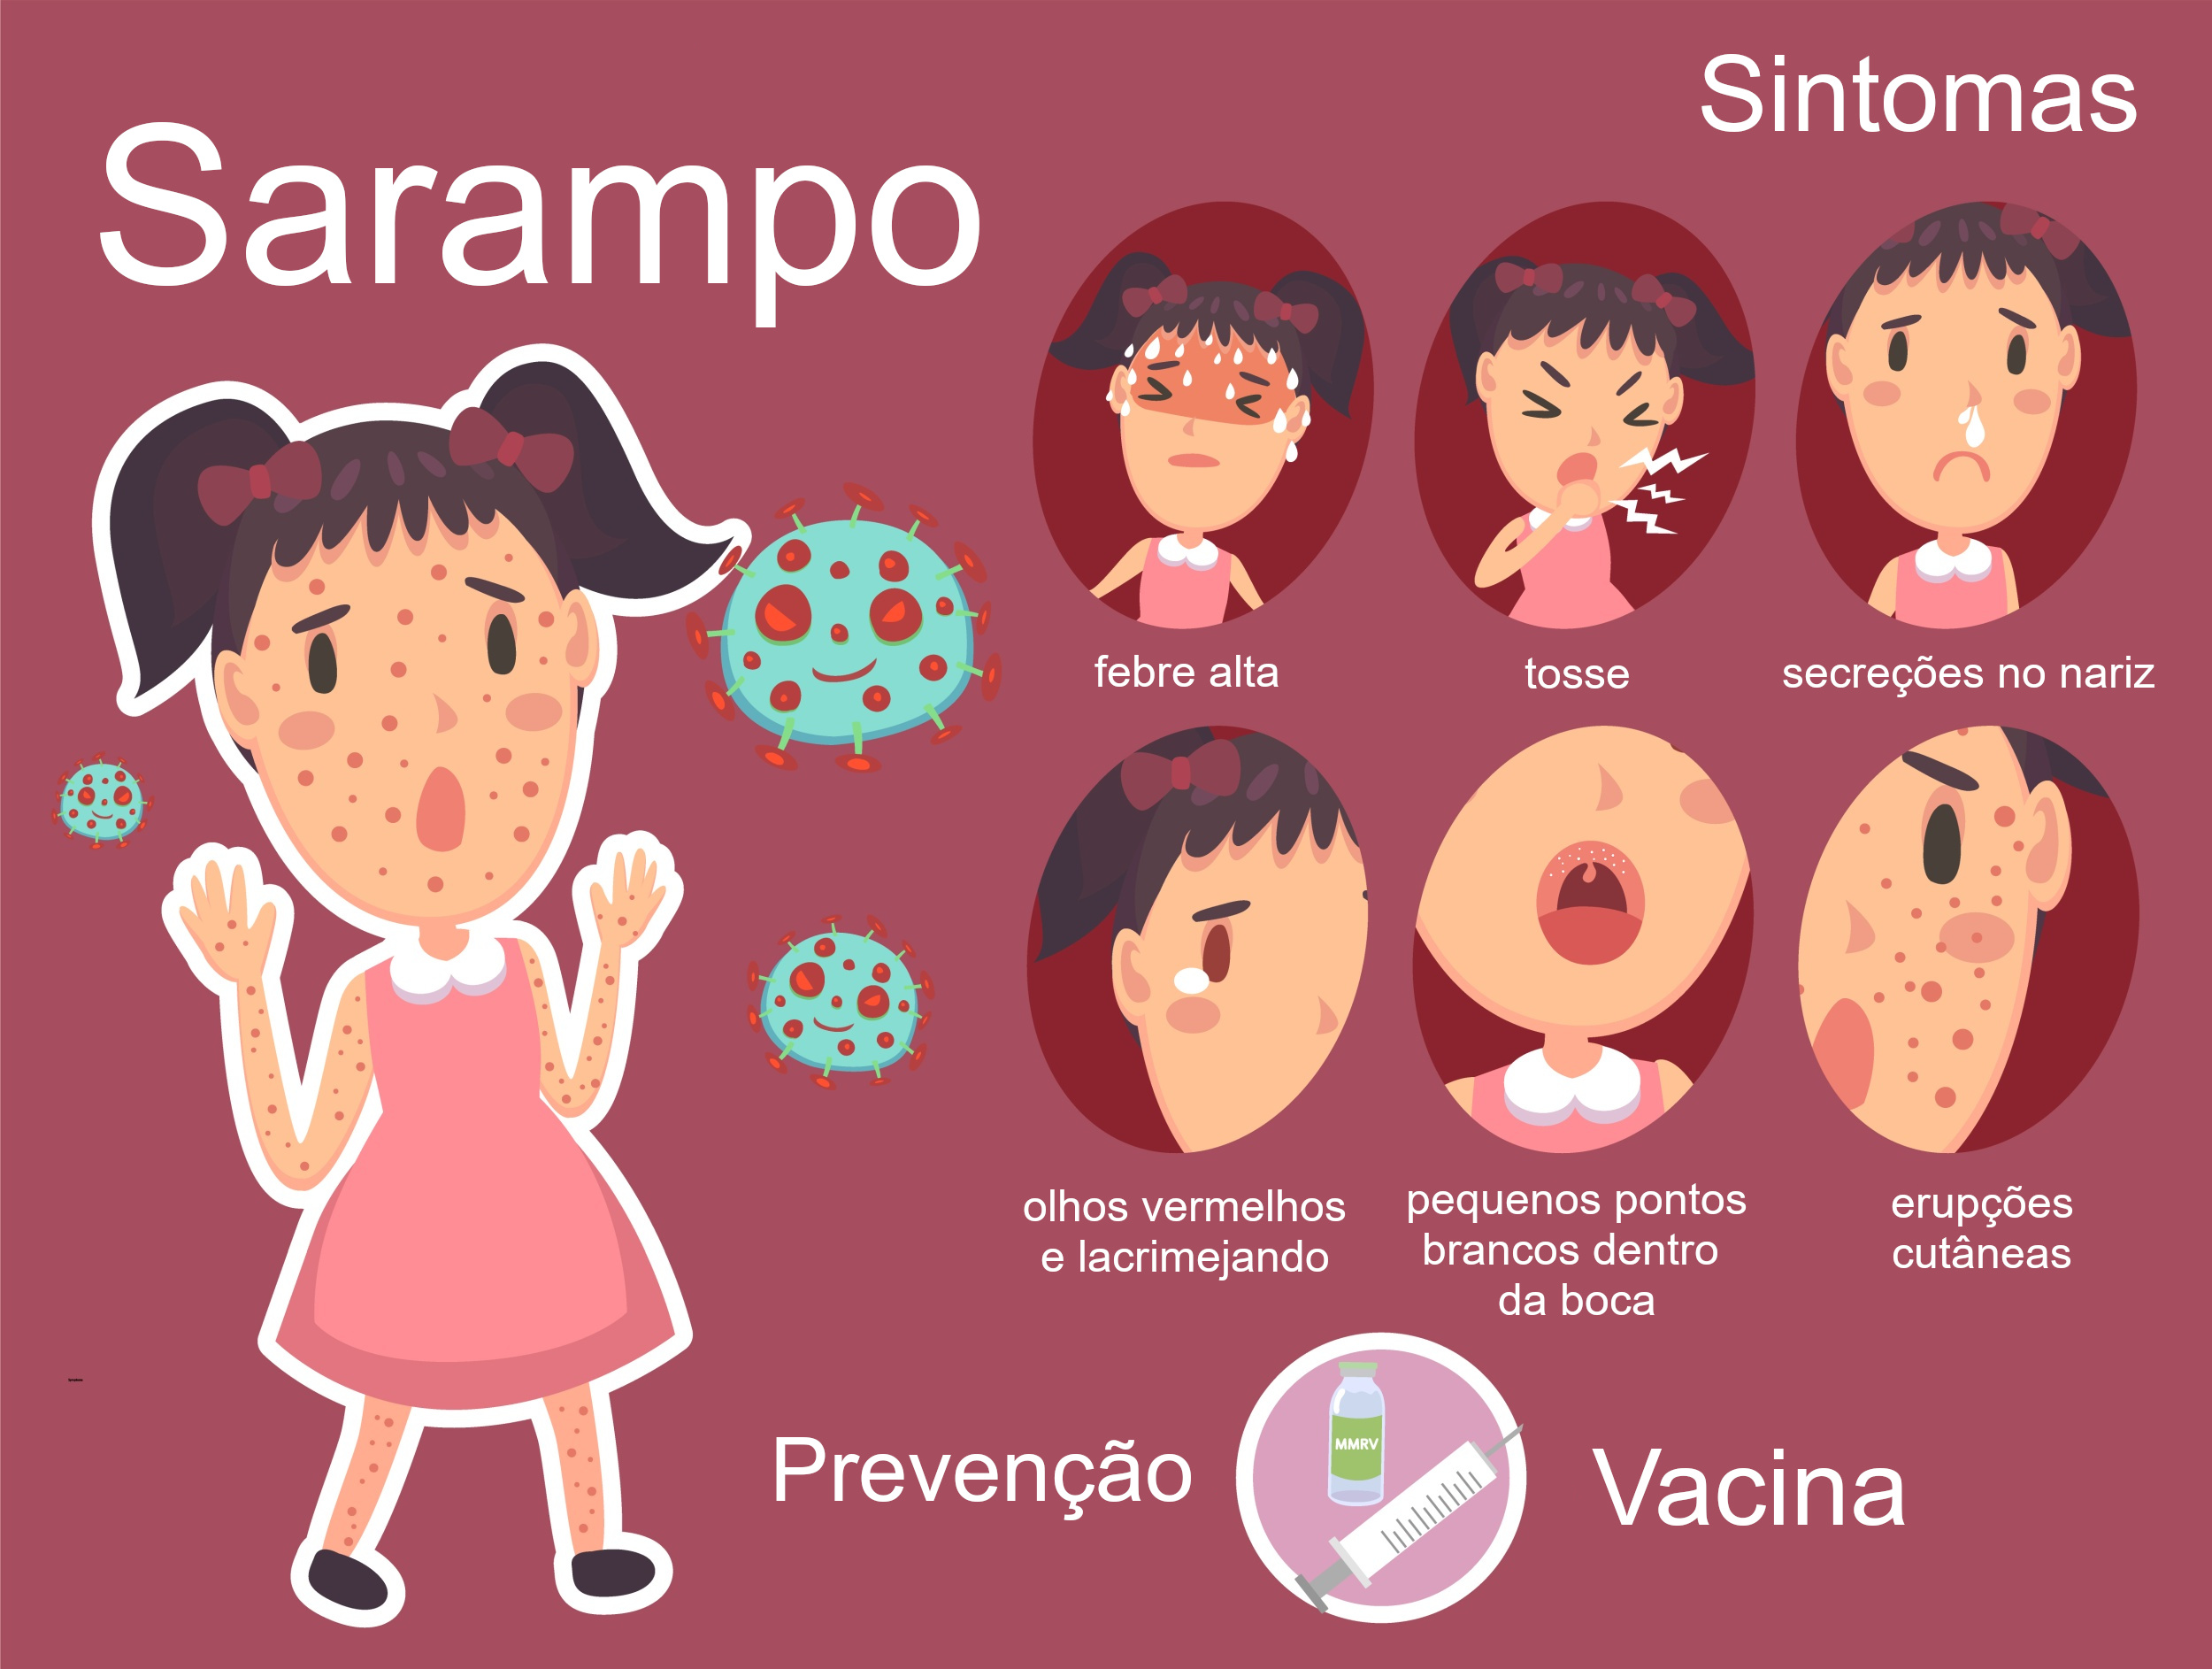 Sarampo
Sintomas
febre alta
tosse
secreções no nariz
olhos vermelhos
e lacrimejando
pequenos pontos
brancos dentro
da boca
erupções
cutâneas
Prevenção
MMRV
Vacina